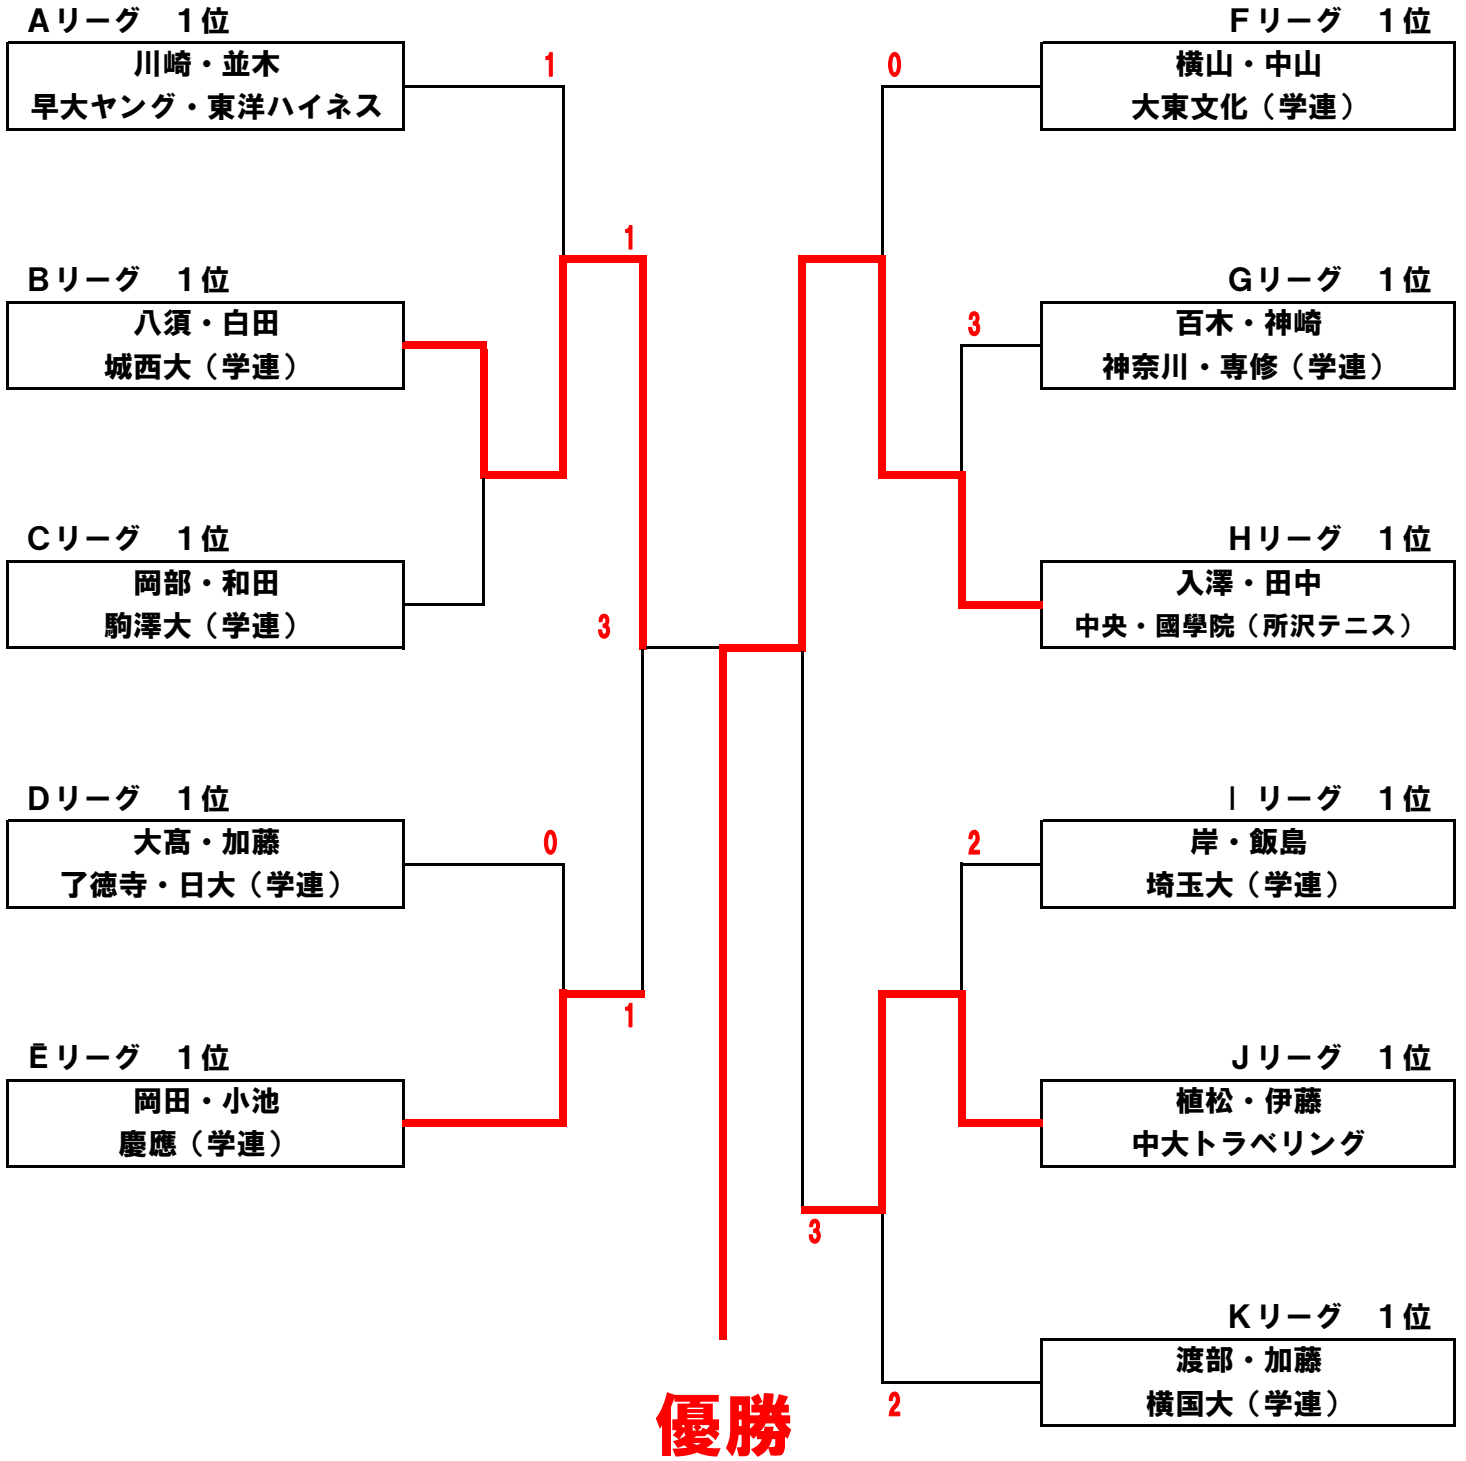 Aリーグ　1位
川崎・並木
早大ヤング・東洋ハイネス
1
1
Bリーグ　1位
八須・白田
城西大（学連）
Cリーグ　1位
岡部・和田
駒澤大（学連）
3
Dリーグ　1位
大髙・加藤
了徳寺・日大（学連）
0
1
Eリーグ　1位
岡田・小池
慶應（学連）
Fリーグ　1位
横山・中山
大東文化（学連）
0
Gリーグ　1位
百木・神崎
神奈川・専修（学連）
3
Hリーグ　1位
入澤・田中
中央・國學院（所沢テニス）
Iリーグ　1位
岸・飯島
埼玉大（学連）
2
Jリーグ　1位
植松・伊藤
中大トラベリング
3
Kリーグ　1位
渡部・加藤
横国大（学連）
2
優勝